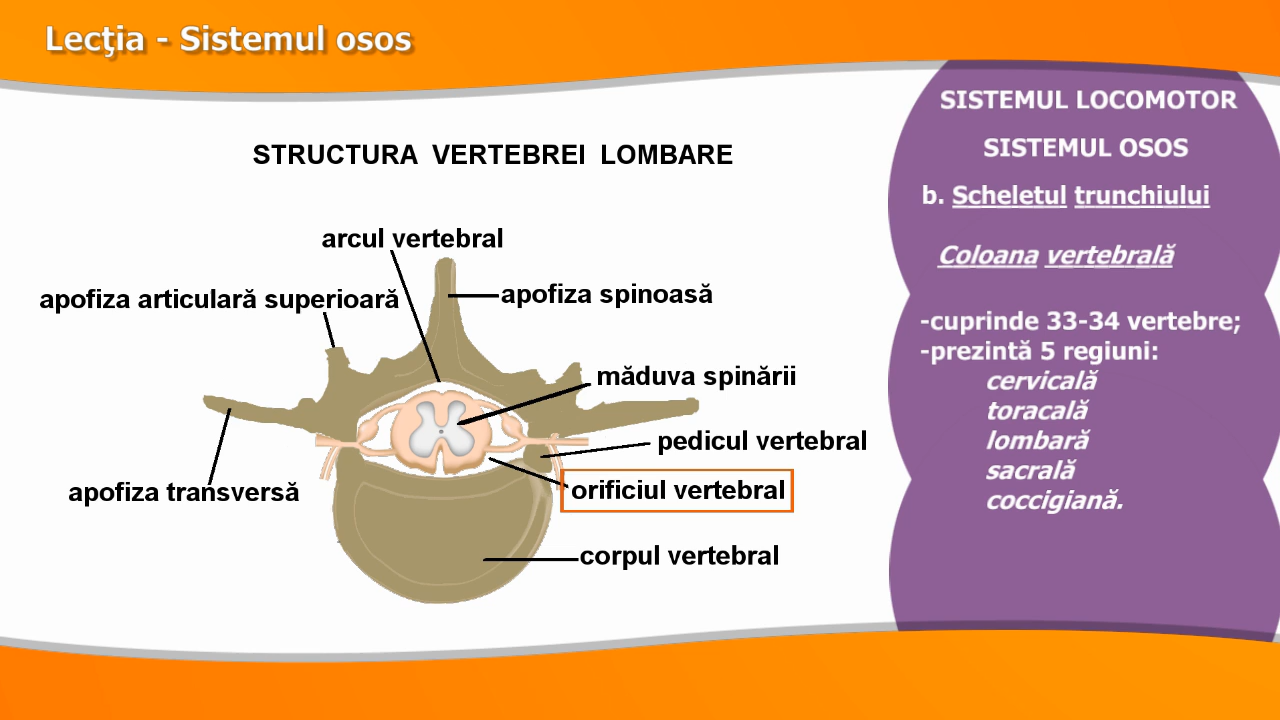 Lecţia - Sistemul osos
STRUCTURA VERTEBREI LOMBARE
arcul vertebral
apofiza articulară superioară
apofiza spinoasă
măduva spinării
pedicul vertebral
apofiza transversă
orificiul vertebral
corpul vertebral
SISTEMUL LOCOMOTOR
SISTEMUL OSOS
b. Scheletul trunchiului
Coloana vertebrală
-cuprinde 33-34 vertebre;
-prezintă 5 regiuni:
cervicală
toracală
lombară
sacrală
coccigiană.